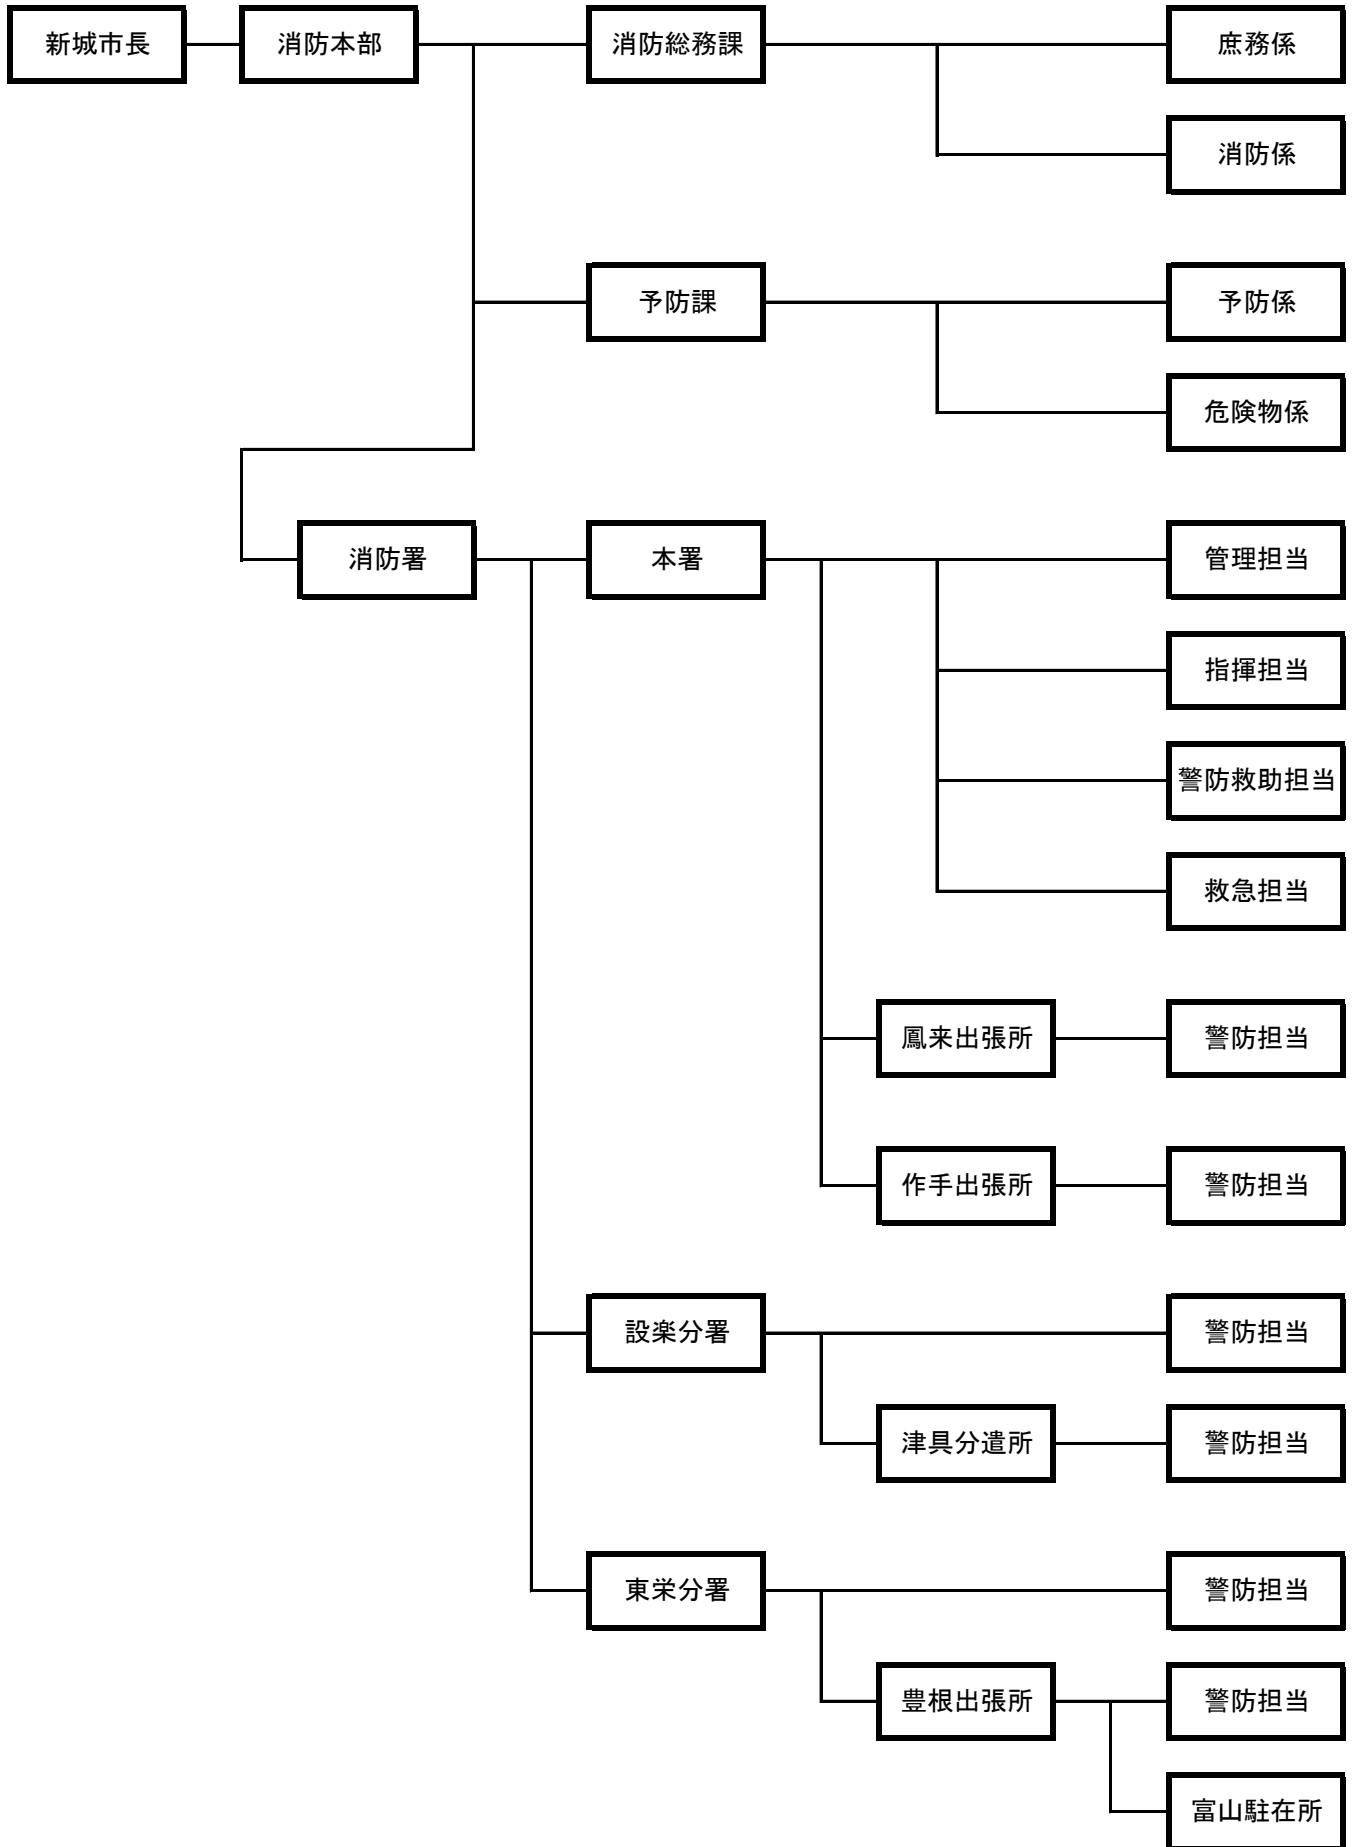 新城市長
消防本部
消防総務課
庶務係
消防係
予防課
予防係
危険物係
消防署
本署
管理担当
指揮担当
警防救助担当
救急担当
鳳来出張所
警防担当
作手出張所
警防担当
設楽分署
警防担当
津具分遣所
警防担当
東栄分署
警防担当
豊根出張所
警防担当
富山駐在所